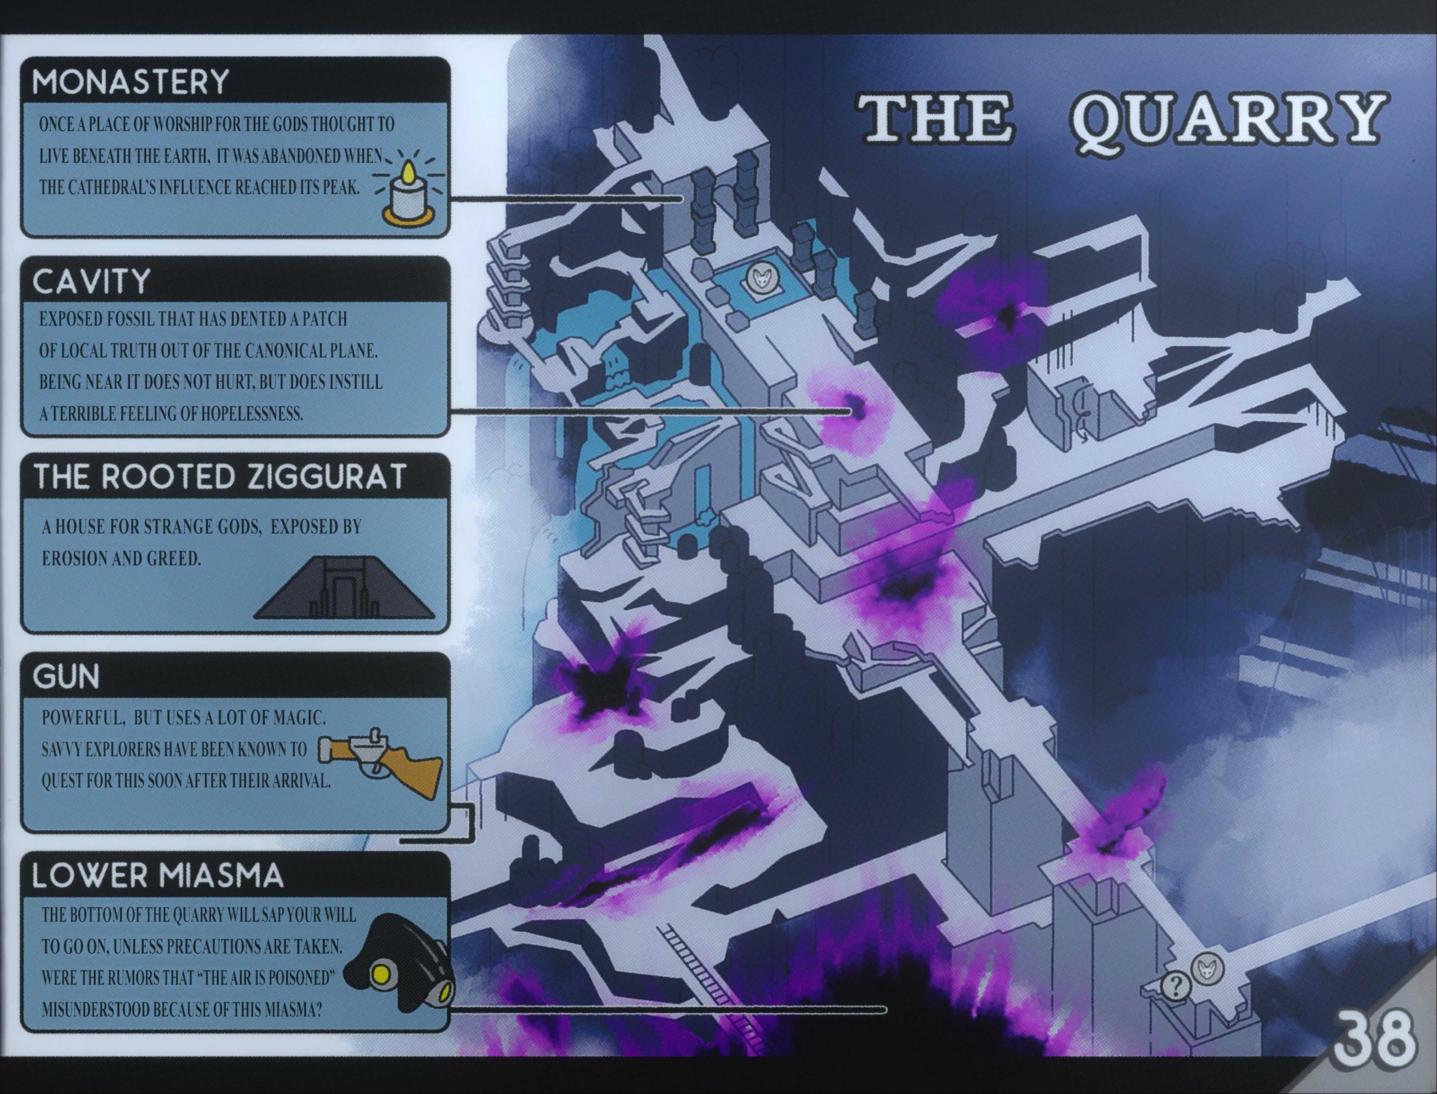 THE QUARRY
MONASTERY
ONCE A PLACE OF WORSHIP FOR THE GODS THOUGHT TO
LIVE BENEATH THE EARTH, IT WAS ABANDONED WHEN
THE CATHEDRAL'S INFLUENCE REACHED ITS PEAK.
CAVITY
EXPOSED FOSSIL THAT HAS DENTED A PATCH
OF LOCAL TRUTH OUT OF THE CANONICAL PLANE.
BEING NEAR IT DOES NOT HURT, BUT DOES INSTILL
A TERRIBLE FEELING OF HOPELESSNESS.
THE ROOTED ZIGGURAT
A HOUSE FOR STRANGE GODS, EXPOSED BY
EROSION AND GREED.
GUN
POWERFUL, BUT USES A LOT OF MAGIC.
SAVVY EXPLORERS HAVE BEEN KNOWN TO
QUEST FOR THIS SOON AFTER THEIR ARRIVAL.
LOWER MIASMA
THE BOTTOM OF THE QUARRY WILL SAP YOUR WILL
TO GO ON, UNLESS PRECAUTIONS ARE TAKEN.
WERE THE RUMORS THAT “THE AIR IS POISONED”
MISUNDERSTOOD BECAUSE OF THIS MIASMA?
?
38